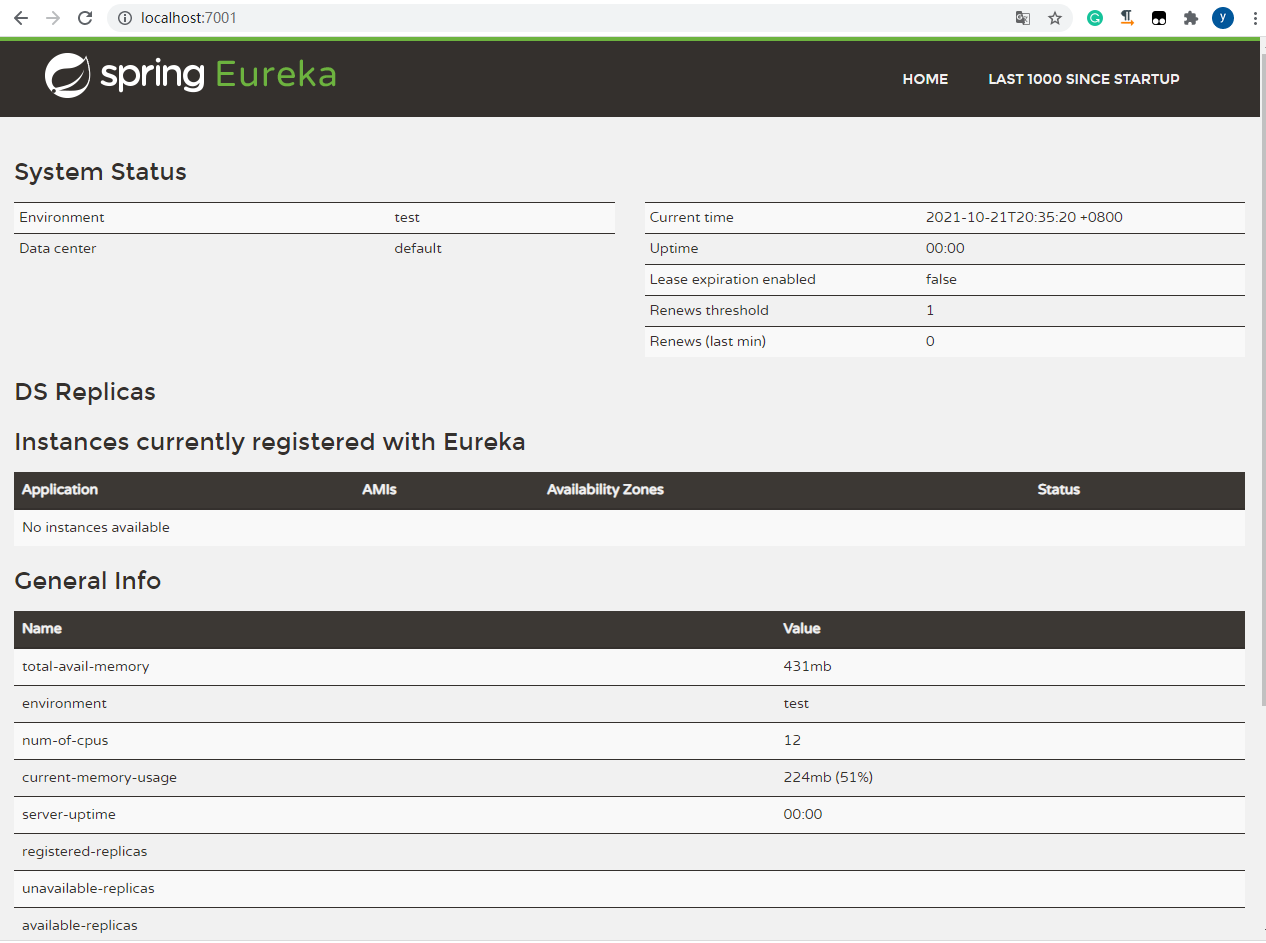 localhost:7001
y
spring Eureka
HOME LAST 1000 SINCE STARTUP
System Status
Environment test
Data center default
Current time 2021-10-21T20:35:20 +0800
Uptime 00:00
Lease expiration enabled false
Renews threshold 1
Renews (last min) 0
DS Replicas
Instances currently registered with Eureka
Application AMIs Availability Zones Status
No instances available
General Info
Name Value
total-avail-memory 431mb
environment test
num-of-cpus 12
current-memory-usage 224mb (51%)
server-uptime 00:00
registered-replicas
unavailable-replicas
available-replicas